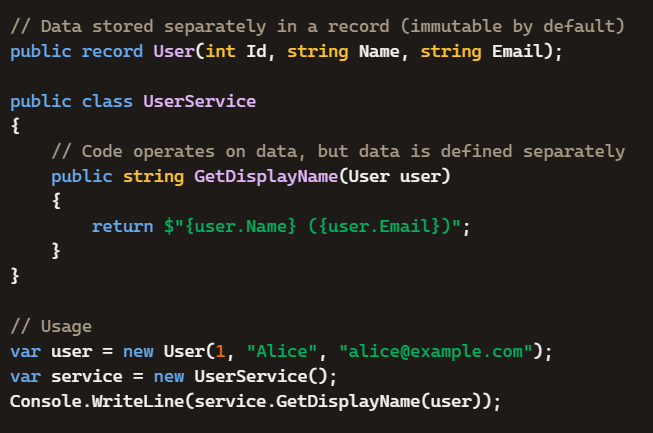 // Data stored separately in a record (immutable by default)
public record User(int Id, string Name, string Email);

public class UserService
{
    // Code operates on data, but data is defined separately
    public string GetDisplayName(User user)
    {
        return $"{user.Name} ({user.Email})";
    }
}

// Usage
var user = new User(1, "Alice", "alice@example.com");
var service = new UserService();
Console.WriteLine(service.GetDisplayName(user));